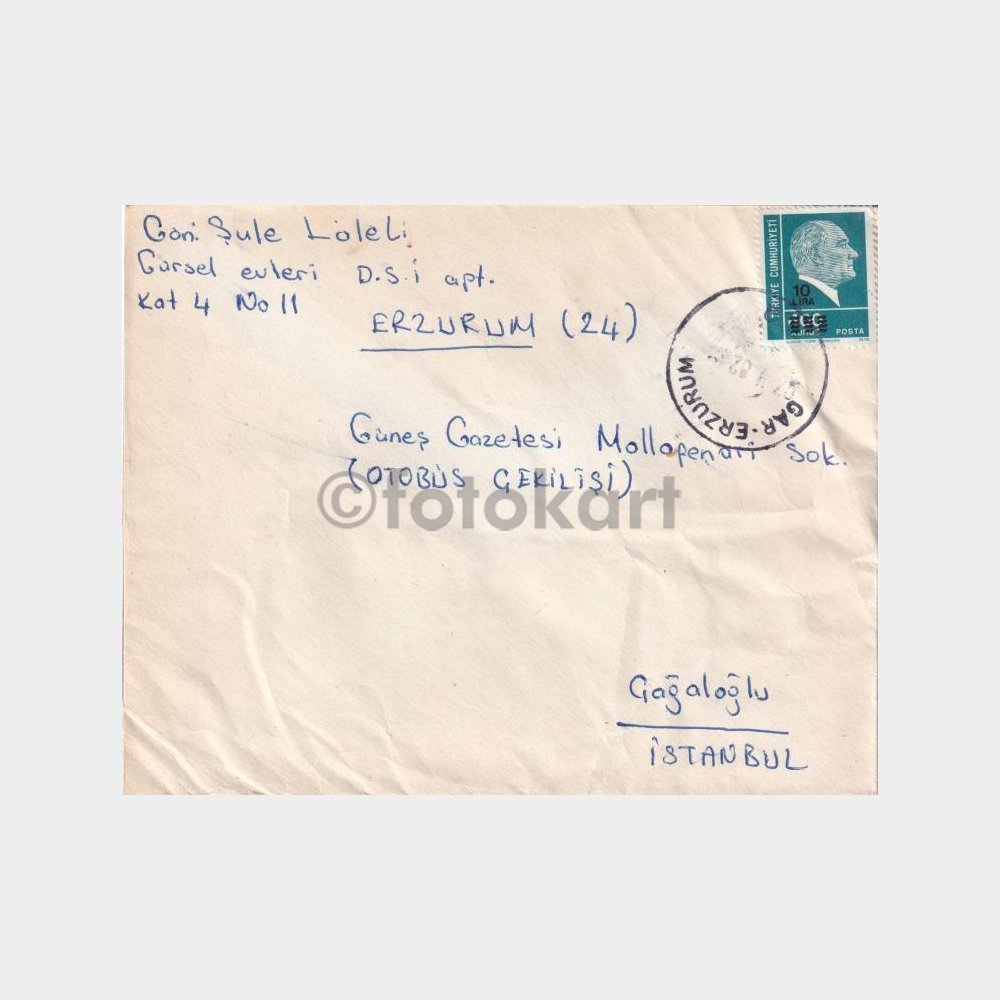 Gön. Şule Löleli
Gürsel evleri D.S.İ apt.
Kat 4 No 11
ERZURUM (24)
TÜRKİYE CUMHURİYETİ
10
LİRA
POSTA
GAR-ERZURUM
Güneş Gazetesi Mollafenari Sok.
(OTOBÜS ÇEKİLİŞİ)
©fotokart
Çağaloğlu
İSTANBUL